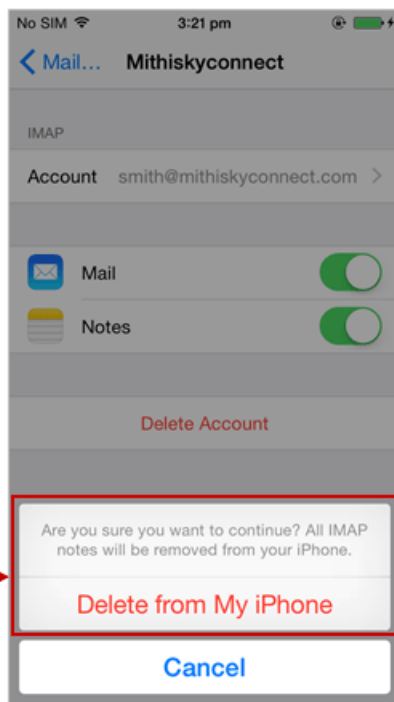 No SIM 3:21 pm
Mail... Mithiskyconnect
IMAP
Account smith@mithiskyconnect.com
Mail
Notes
Delete Account
Are you sure you want to continue? All IMAP
notes will be removed from your iPhone.
Delete from My iPhone
Cancel